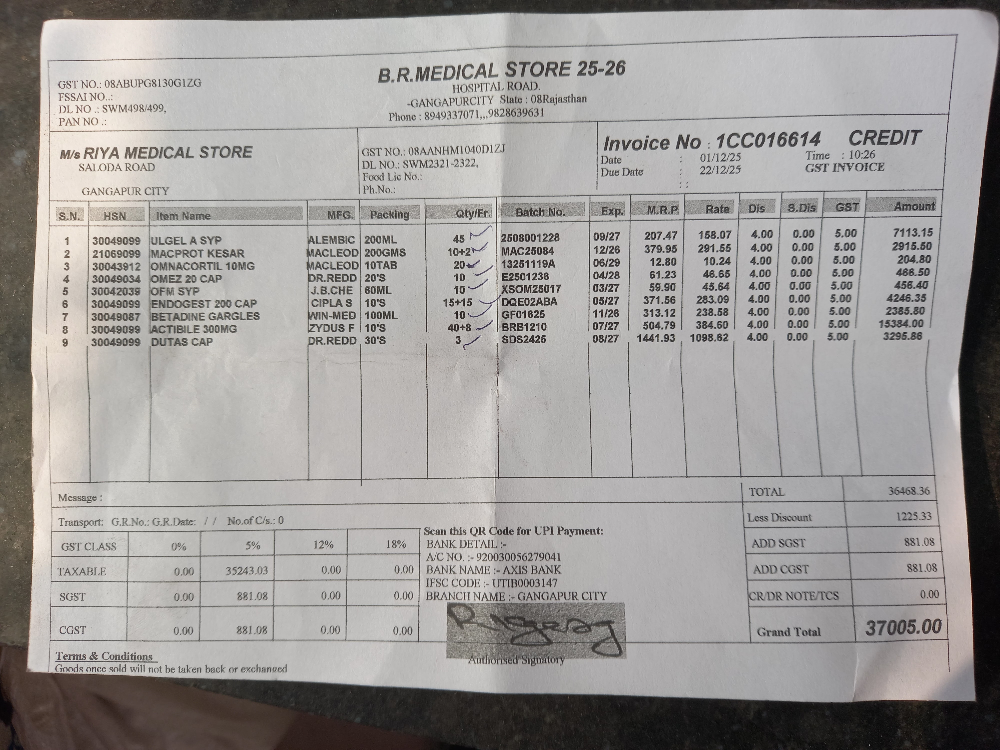 B.R.MEDICAL STORE 25-26
HOSPITAL ROAD.
-GANGAPURCITY State : 08Rajasthan
Phone : 8949337071,,,9828639631
GST NO.: 08ABUPG8130G1ZG
FSSAI NO..:
DL NO .: SWM498/499,
PAN NO .:
M/s RIYA MEDICAL STORE
SALODA ROAD
GANGAPUR CITY
GST NO.: 08AANHM1040D1ZJ
DL NO.: SWM2321-2322,
Food Lic No.:
Ph.No.:
Invoice No : 1CC016614 CREDIT
Date : 01/12/25 Time : 10:26
Due Date : 22/12/25 GST INVOICE
: :
S.N. HSN Item Name MFG. Packing Qty/Fr. Batch No. Exp. M.R.P Rate Dis S.Dis GST Amount
1 30049099 ULGEL A SYP ALEMBIC 200ML 45 2508001228 09/27 207.47 158.07 4.00 0.00 5.00 7113.15
2 21069099 MACPROT KESAR MACLEOD 200GMS 10+2 MAC25084 12/26 379.95 291.55 4.00 0.00 5.00 2915.50
3 30043912 OMNACORTIL 10MG MACLEOD 10TAB 20 13251119A 06/29 12.80 10.24 4.00 0.00 5.00 204.80
4 30049034 OMEZ 20 CAP DR.REDD 20'S 10 E2501238 04/28 61.23 46.65 4.00 0.00 5.00 466.50
5 30042039 OFM SYP J.B.CHE 60ML 10 XSOM25017 03/27 59.90 45.64 4.00 0.00 5.00 456.40
6 30049099 ENDOGEST 200 CAP CIPLA S 10'S 15+15 DQE02ABA 05/27 371.56 283.09 4.00 0.00 5.00 4246.35
7 30049087 BETADINE GARGLES WIN-MED 100ML 10 GF01625 11/26 313.12 238.58 4.00 0.00 5.00 2385.80
8 30049099 ACTIBILE 300MG ZYDUS F 10'S 40+8 BRB1210 07/27 504.79 384.60 4.00 0.00 5.00 15384.00
9 30049099 DUTAS CAP DR.REDD 30'S 3 SDS2425 08/27 1441.93 1098.62 4.00 0.00 5.00 3295.86
Message :
Transport: G.R.No.: G.R.Date: / / No.of C/s.: 0
GST CLASS 0% 5% 12% 18%
TAXABLE 0.00 35243.03 0.00 0.00
SGST 0.00 881.08 0.00 0.00
CGST 0.00 881.08 0.00 0.00
Scan this QR Code for UPI Payment:
BANK DETAIL :-
A/C NO. :- 920030056279041
BANK NAME :- AXIS BANK
IFSC CODE :- UTIB0003147
BRANCH NAME :- GANGAPUR CITY
Authorised Signatory
TOTAL 36468.36
Less Discount 1225.33
ADD SGST 881.08
ADD CGST 881.08
CR/DR NOTE/TCS 0.00
Grand Total 37005.00
Terms & Conditions
Goods once sold will not be taken back or exchanged